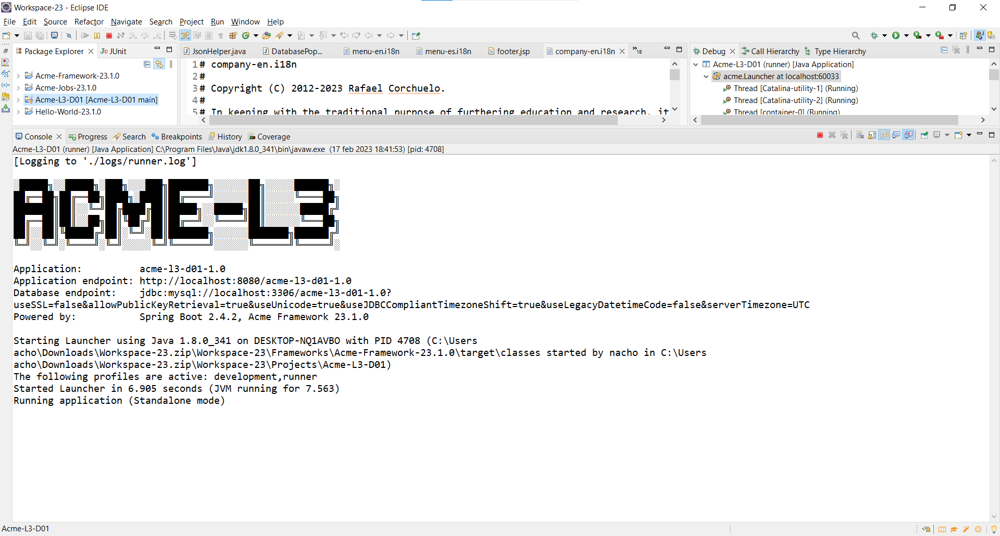 Workspace-23 - Eclipse IDE
File Edit Source Refactor Navigate Search Project Run Window Help
Package Explorer JUnit
Acme-Framework-23.1.0
Acme-Jobs-23.1.0
Acme-L3-D01 [Acme-L3-D01 main]
Hello-World-23.1.0
JsonHelper.java DatabasePop... menu-en.i18n menu-es.i18n footer.jsp company-en.i18n »18
1 # company-en.i18n
2 #
3 # Copyright (C) 2012-2023 Rafael Corchuelo.
4 #
5 # In keeping with the traditional purpose of furthering education and research, it
Debug Call Hierarchy Type Hierarchy
Acme-L3-D01 (runner) [Java Application]
acme.Launcher at localhost:60033
Thread [Catalina-utility-1] (Running)
Thread [Catalina-utility-2] (Running)
Thread [container-0] (Running)
Console Progress Search Breakpoints History Coverage
Acme-L3-D01 (runner) [Java Application] C:\Program Files\Java\jdk1.8.0_341\bin\javaw.exe (17 feb 2023 18:41:53) [pid: 4708]
[Logging to './logs/runner.log']
ACME-L3
Application: acme-l3-d01-1.0
Application endpoint: http://localhost:8080/acme-l3-d01-1.0
Database endpoint: jdbc:mysql://localhost:3306/acme-l3-d01-1.0?
useSSL=false&allowPublicKeyRetrieval=true&useUnicode=true&useJDBCCompliantTimezoneShift=true&useLegacyDatetimeCode=false&serverTimezone=UTC
Powered by: Spring Boot 2.4.2, Acme Framework 23.1.0
Starting Launcher using Java 1.8.0_341 on DESKTOP-NQ1AVBO with PID 4708 (C:\Users
acho\Downloads\Workspace-23.zip\Workspace-23\Frameworks\Acme-Framework-23.1.0\target\classes started by nacho in C:\Users
acho\Downloads\Workspace-23.zip\Workspace-23\Projects\Acme-L3-D01)
The following profiles are active: development,runner
Started Launcher in 6.905 seconds (JVM running for 7.563)
Running application (Standalone mode)
Acme-L3-D01